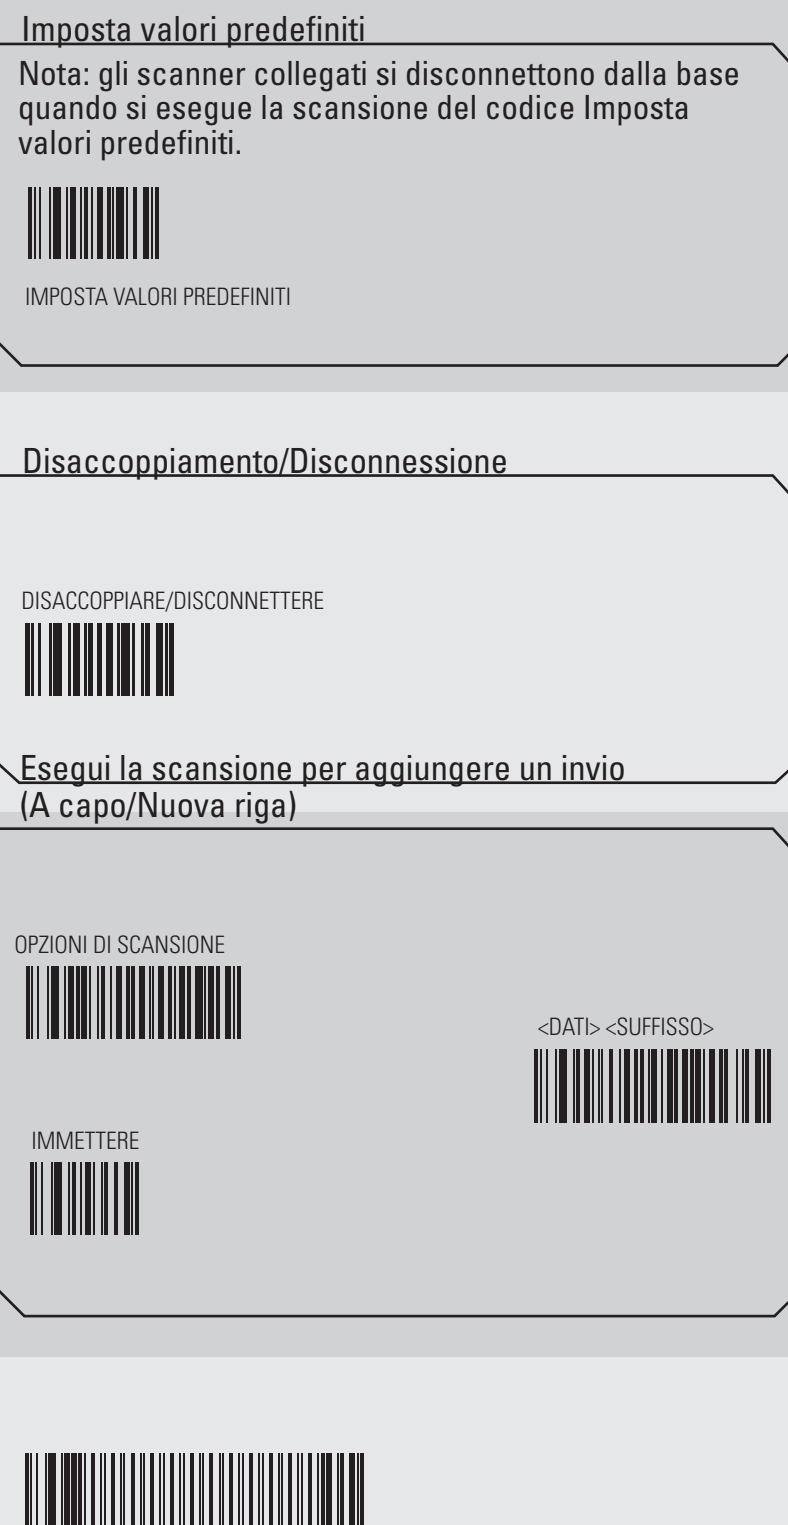 Imposta valori predefiniti
Nota: gli scanner collegati si disconnettono dalla base
quando si esegue la scansione del codice Imposta
valori predefiniti.
IMPOSTA VALORI PREDEFINITI
Disaccoppiamento/Disconnessione
DISACCOPPIARE/DISCONNETTERE
Esegui la scansione per aggiungere un invio
(A capo/Nuova riga)
OPZIONI DI SCANSIONE
<DATI> <SUFFISSO>
IMMETTERE